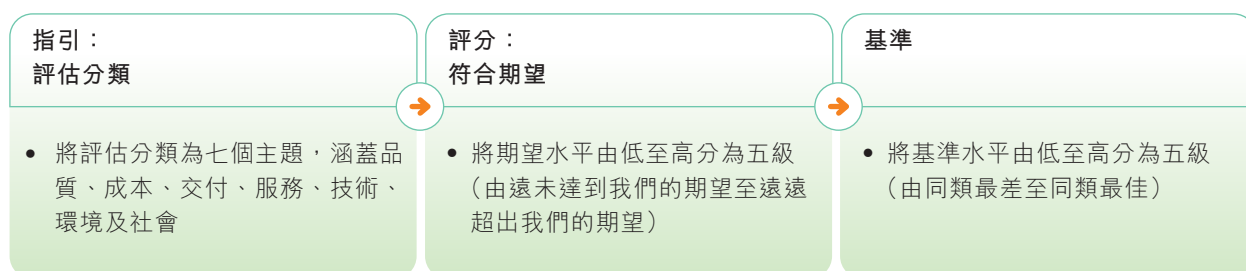 指引：
評估分類
• 將評估分類為七個主題，涵蓋品
質、成本、交付、服務、技術、
環境及社會
評分：
符合期望
• 將期望水平由低至高分為五級
（由遠未達到我們的期望至遠遠
超出我們的期望）
基準
• 將基準水平由低至高分為五級
（由同類最差至同類最佳）